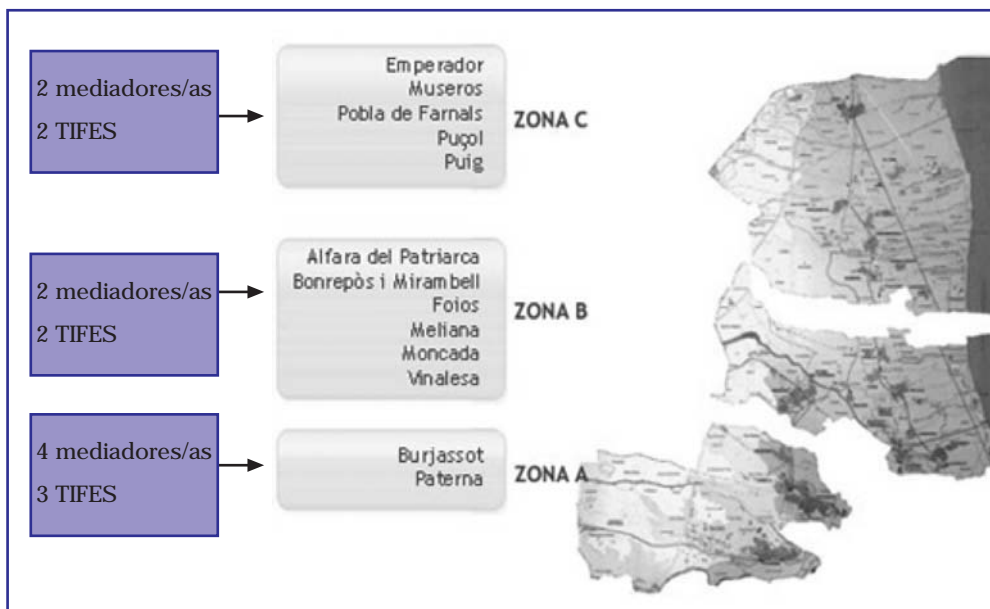 2 mediadores/as
2 TIFES
Emperador
Museros
Pobla de Farnals
Puçol
Puig
ZONA C
2 mediadores/as
2 TIFES
Alfara del Patriarca
Bonrepòs i Mirambell
Foios
Meliana
Moncada
Vinalesa
ZONA B
4 mediadores/as
3 TIFES
Burjassot
Paterna
ZONA A